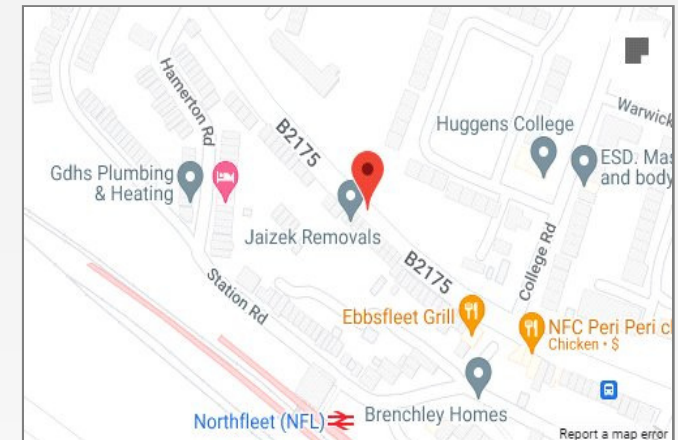 Hamerton Rd
B2175
Huggens College
Warwick
ESD. Mas
and body
Gdhs Plumbing
& Heating
Jaizek Removals
B2175
College Rd
Station Rd
Ebbsfleet Grill
NFC Peri Peri c
Chicken • $
Northfleet (NFL)
Brenchley Homes
Report a map error